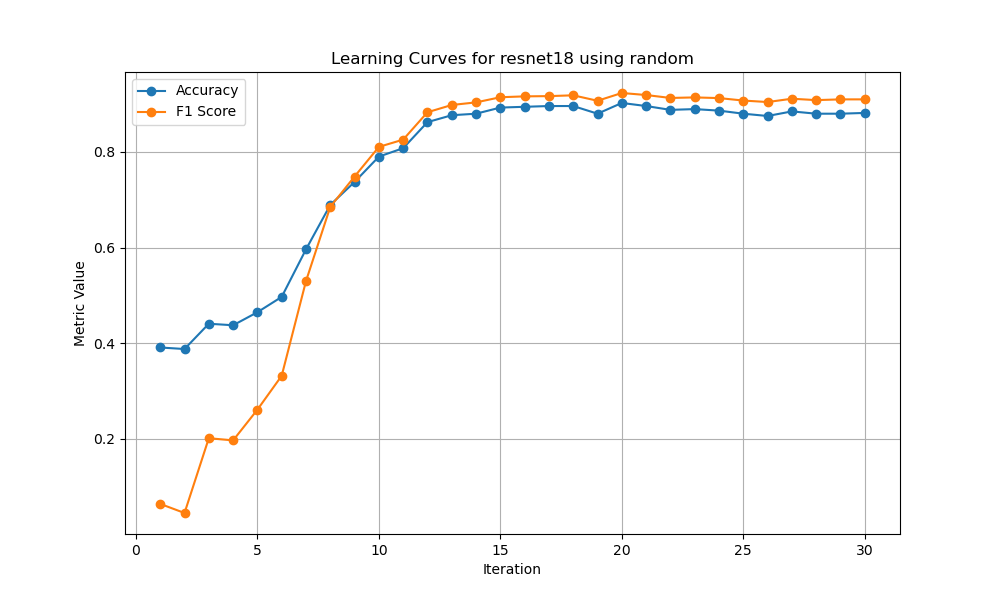 Learning Curves for resnet18 using random
Accuracy
F1 Score
Metric Value
0.8
0.6
0.4
0.2
0 5 10 15 20 25 30
Iteration